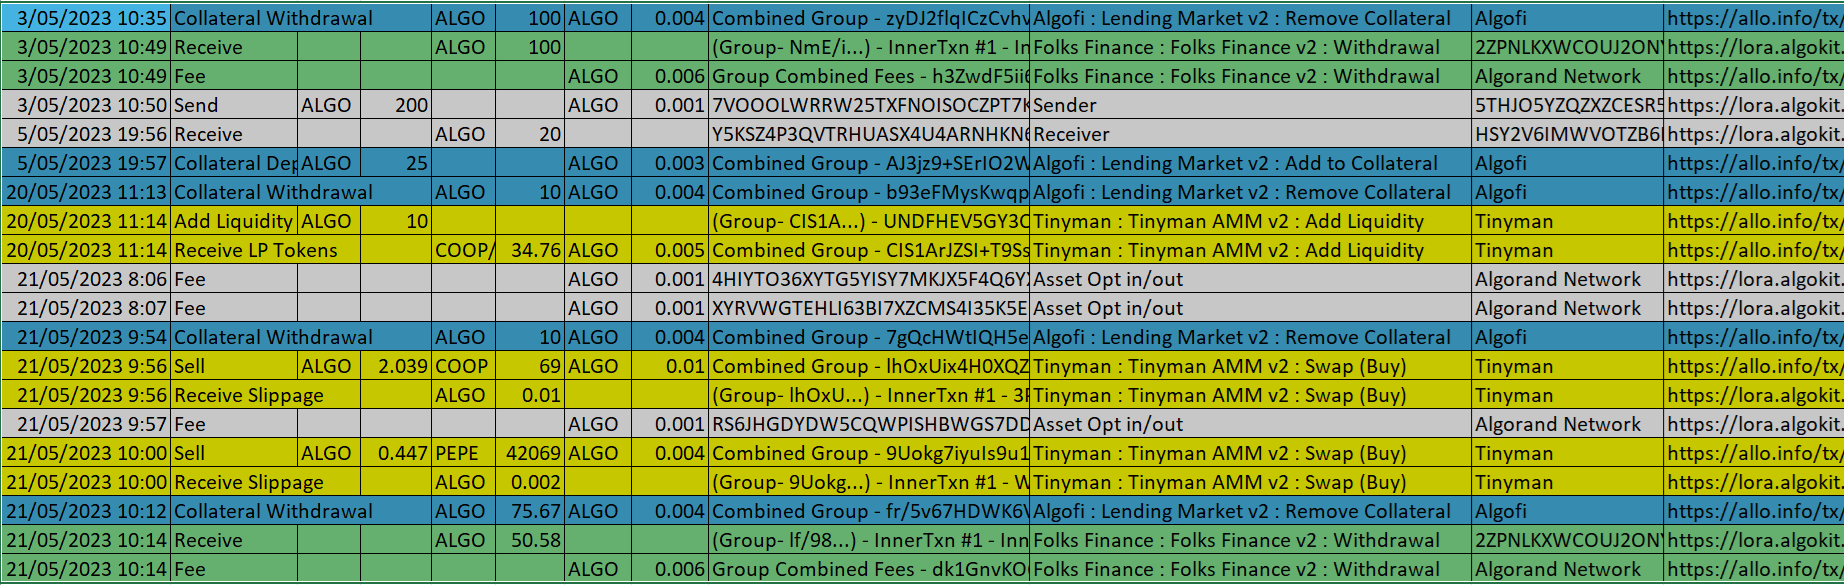 3/05/2023 10:35 Collateral Withdrawal ALGO 100 ALGO 0.004 Combined Group - zyDJ2flqICzCvhv Algofi : Lending Market v2 : Remove Collateral Algofi https://allo.info/tx/
3/05/2023 10:49 Receive ALGO 100 (Group- NmE/i...) - InnerTxn #1 - In Folks Finance : Folks Finance v2 : Withdrawal 2ZPNLKXWCOUJ2ONY https://lora.algokit.
3/05/2023 10:49 Fee ALGO 0.006 Group Combined Fees - h3ZwdF5ii6 Folks Finance : Folks Finance v2 : Withdrawal Algorand Network https://allo.info/tx/
3/05/2023 10:50 Send ALGO 200 ALGO 0.001 7VOOOLWRRW25TXFNOISOCZPT7K Sender 5THJO5YZQZXZCESR5 https://lora.algokit.
5/05/2023 19:56 Receive ALGO 20 Y5KSZ4P3QVTRHUASX4U4ARNHKN6 Receiver HSY2V6IMWVOTZB6 https://lora.algokit.
5/05/2023 19:57 Collateral Dep ALGO 25 ALGO 0.003 Combined Group - AJ3jz9+SErIO2W Algofi : Lending Market v2 : Add to Collateral Algofi https://allo.info/tx/
20/05/2023 11:13 Collateral Withdrawal ALGO 10 ALGO 0.004 Combined Group - b93eFMysKwqp Algofi : Lending Market v2 : Remove Collateral Algofi https://allo.info/tx/
20/05/2023 11:14 Add Liquidity ALGO 10 (Group- CIS1A...) - UNDFHEV5GY3C Tinyman : Tinyman AMM v2 : Add Liquidity Tinyman https://allo.info/tx/
20/05/2023 11:14 Receive LP Tokens COOP/ 34.76 ALGO 0.005 Combined Group - CIS1ArJZSI+T9Ss Tinyman : Tinyman AMM v2 : Add Liquidity Tinyman https://allo.info/tx/
21/05/2023 8:06 Fee ALGO 0.001 4HIYTO36XYTG5YISY7MKJX5F4Q6Y Asset Opt in/out Algorand Network https://allo.info/tx/
21/05/2023 8:07 Fee ALGO 0.001 XYRVWGTEHLI63BI7XZCMS4I35K5E Asset Opt in/out Algorand Network https://allo.info/tx/
21/05/2023 9:54 Collateral Withdrawal ALGO 10 ALGO 0.004 Combined Group - 7gQcHWtIQH5e Algofi : Lending Market v2 : Remove Collateral Algofi https://allo.info/tx/
21/05/2023 9:56 Sell ALGO 2.039 COOP 69 ALGO 0.01 Combined Group - lhOxUix4H0XQZ Tinyman : Tinyman AMM v2 : Swap (Buy) Tinyman https://allo.info/tx/
21/05/2023 9:56 Receive Slippage ALGO 0.01 (Group- lhOxU...) - InnerTxn #1 - 3 Tinyman : Tinyman AMM v2 : Swap (Buy) Tinyman https://lora.algokit.
21/05/2023 9:57 Fee ALGO 0.001 RS6JHGDYDW5CQWPISHBWGS7DD Asset Opt in/out Algorand Network https://allo.info/tx/
21/05/2023 10:00 Sell ALGO 0.447 PEPE 42069 ALGO 0.004 Combined Group - 9Uokg7iyuIs9u1 Tinyman : Tinyman AMM v2 : Swap (Buy) Tinyman https://allo.info/tx/
21/05/2023 10:00 Receive Slippage ALGO 0.002 (Group- 9Uokg...) - InnerTxn #1 - W Tinyman : Tinyman AMM v2 : Swap (Buy) Tinyman https://lora.algokit.
21/05/2023 10:12 Collateral Withdrawal ALGO 75.67 ALGO 0.004 Combined Group - fr/5v67HDWK6V Algofi : Lending Market v2 : Remove Collateral Algofi https://allo.info/tx/
21/05/2023 10:14 Receive ALGO 50.58 (Group- lf/98...) - InnerTxn #1 - Inn Folks Finance : Folks Finance v2 : Withdrawal 2ZPNLKXWCOUJ2ONY https://lora.algokit.
21/05/2023 10:14 Fee ALGO 0.006 Group Combined Fees - dk1GnvKO Folks Finance : Folks Finance v2 : Withdrawal Algorand Network https://allo.info/tx/